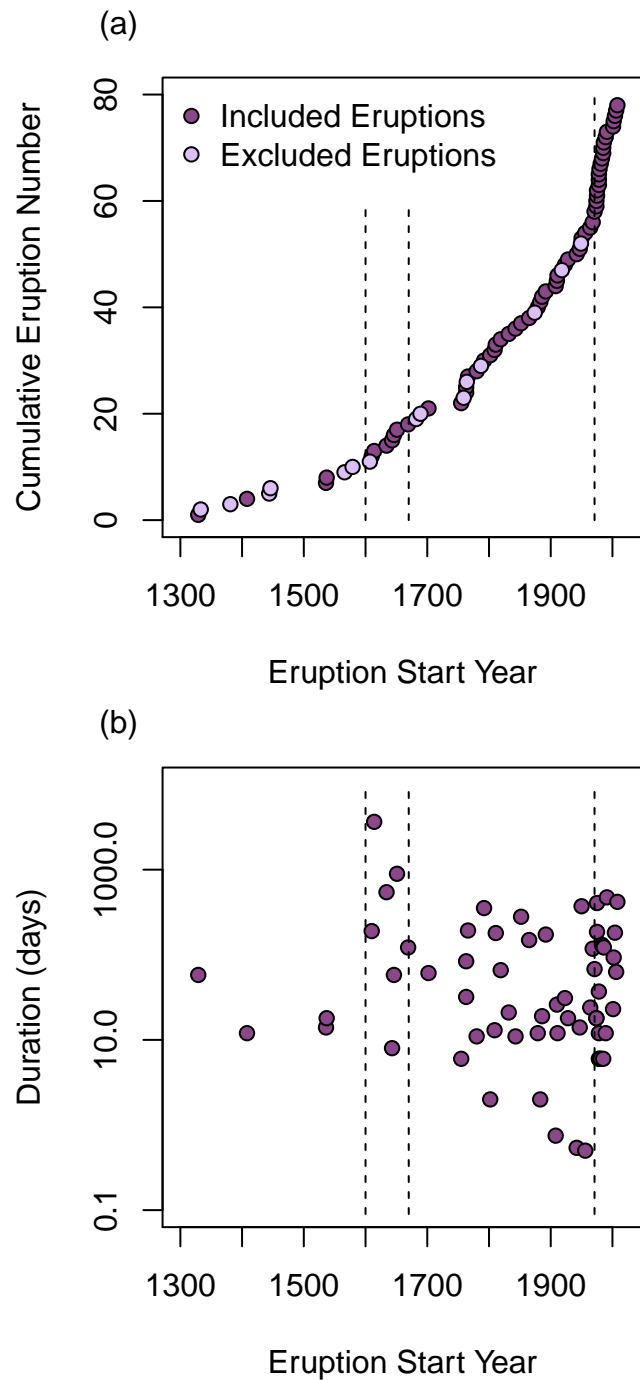 (a)
Cumulative Eruption Number
80
60
40
20
0
Included Eruptions
Excluded Eruptions
1300 1500 1700 1900
Eruption Start Year
(b)
Duration (days)
1000.0
10.0
0.1
1300 1500 1700 1900
Eruption Start Year